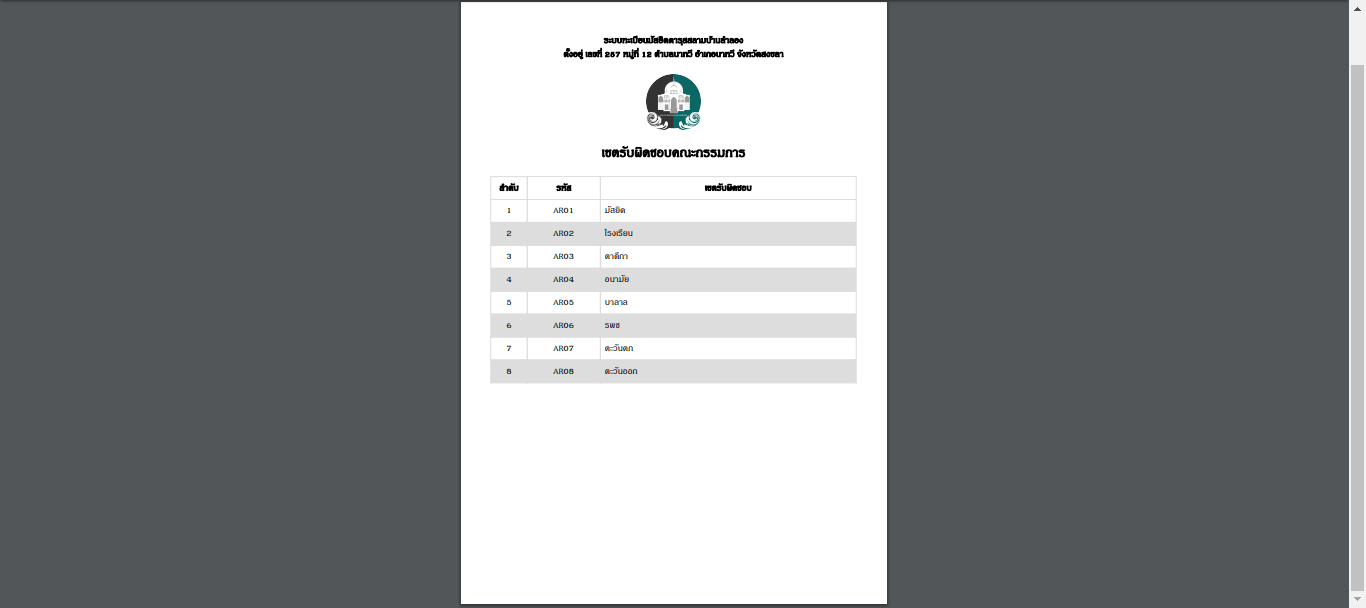 ระบบทะเบียนมัสยิดดารุสสลามบ้านลำลอง
ตั้งอยู่ เลขที่ 257 หมู่ที่ 12 ตำบลนาทวี อำเภอนาทวี จังหวัดสงขลา
เขตรับผิดชอบคณะกรรมการ
ลำดับ รหัส เขตรับผิดชอบ
1 AR01 มัสยิด
2 AR02 โรงเรียน
3 AR03 ตาดีกา
4 AR04 อนามัย
5 AR05 บาลาล
6 AR06 รพช
7 AR07 ตะวันตก
8 AR08 ตะวันออก